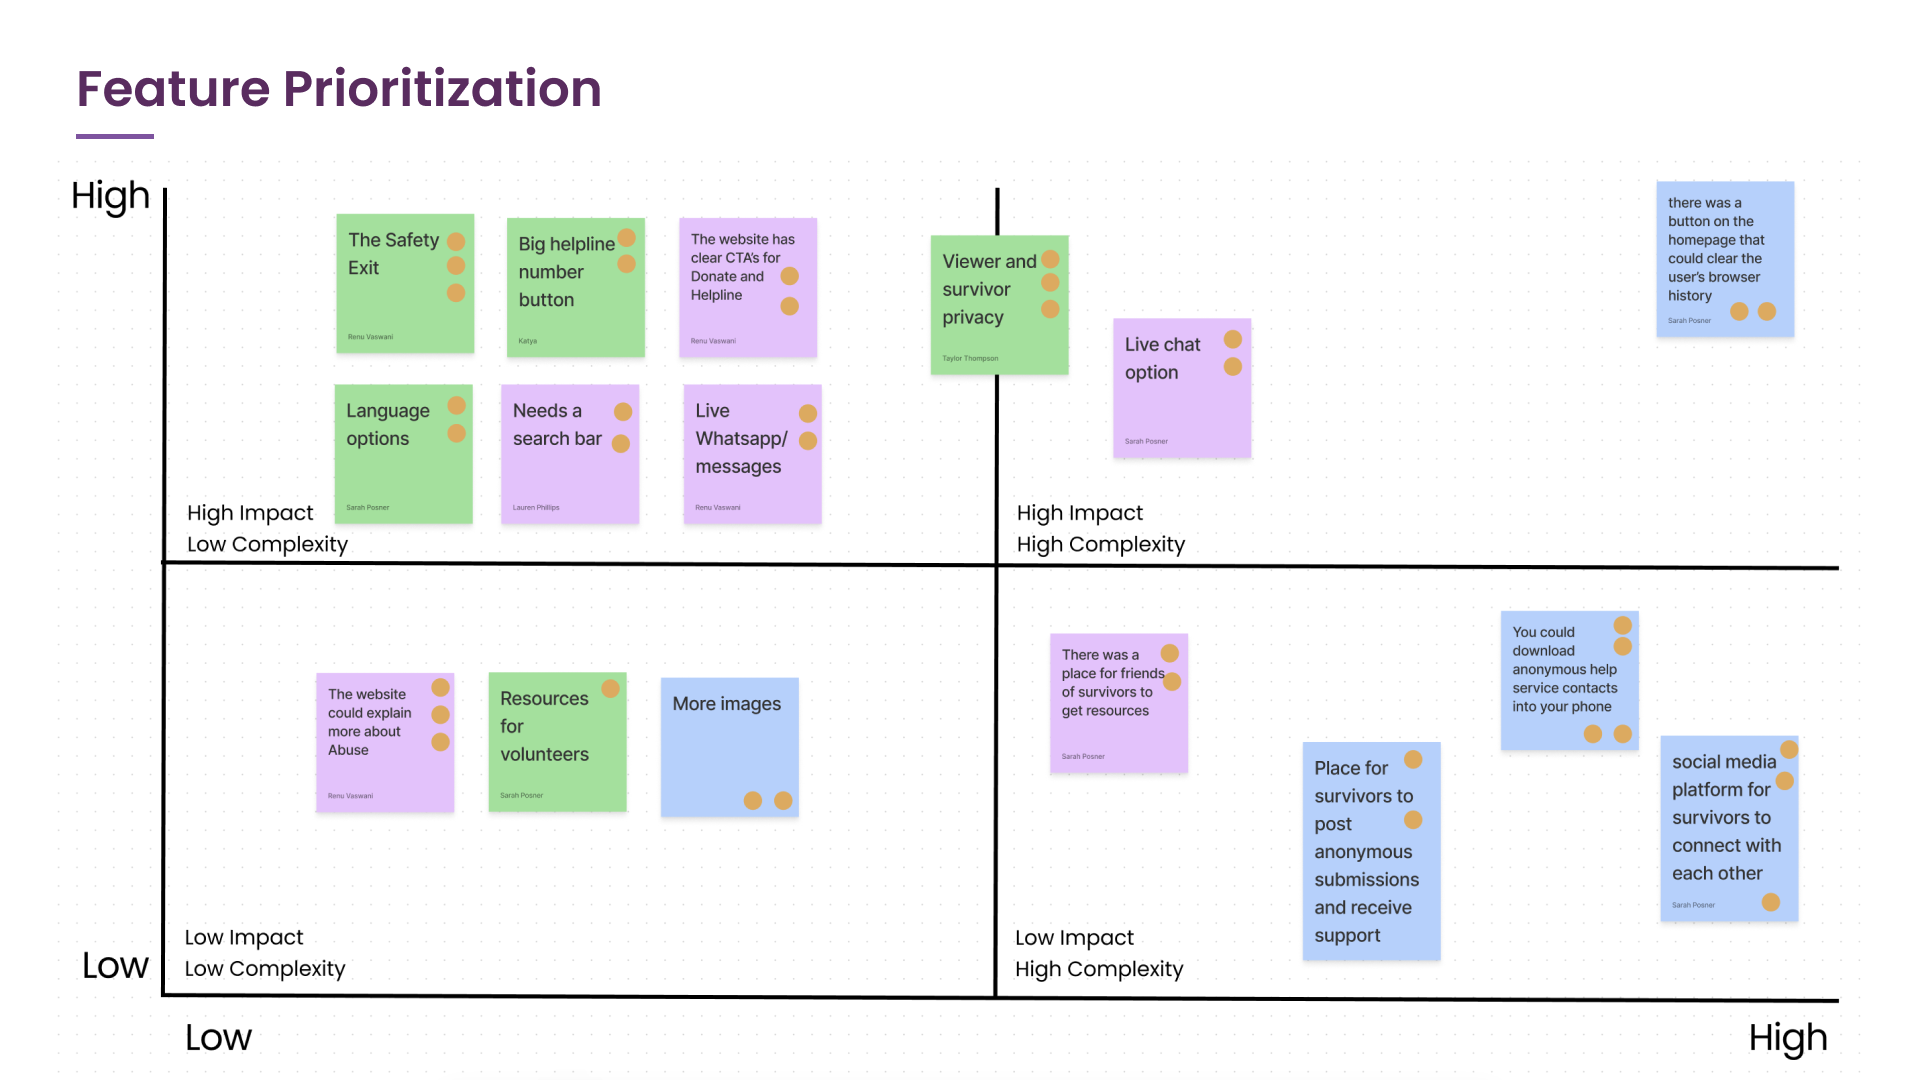 Feature Prioritization
High
The Safety
Exit
Renu Vaswani
Big helpline
number
button
Katya
The website has
clear CTA's for
Donate and
Helpline
Renu Vaswani
Viewer and
survivor
privacy
Taylor Thompson
Live chat
option
Sarah Posner
there was a
button on the
homepage that
could clear the
user's browser
history
Sarah Posner
Language
options
Sarah Posner
Needs a
search bar
Lauren Phillips
Live
Whatsapp/
messages
Renu Vaswani
High Impact
Low Complexity
High Impact
High Complexity
The website
could explain
more about
Abuse
Renu Vaswani
Resources
for
volunteers
Sarah Posner
More images
There was a
place for friends
of survivors to
get resources
Sarah Posner
Place for
survivors to
post
anonymous
submissions
and receive
support
You could
download
anonymous help
service contacts
into your phone
social media
platform for
survivors to
connect with
each other
Sarah Posner
Low Impact
Low Complexity
Low Impact
High Complexity
Low
Low
High